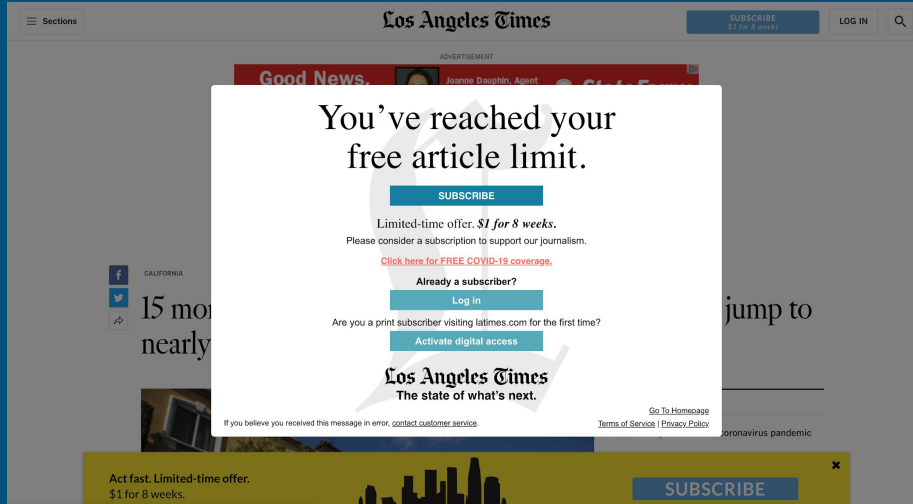 Sections
Los Angeles Times
SUBSCRIBE
$1 for 8 weeks
LOG IN
ADVERTISEMENT
Good News.
Joanne Dauphin, Agent
You've reached your
free article limit.
SUBSCRIBE
Limited-time offer. $1 for 8 weeks.
Please consider a subscription to support our journalism.
Click here for FREE COVID-19 coverage.
Already a subscriber?
Log in
Are you a print subscriber visiting latimes.com for the first time?
Activate digital access
Los Angeles Times
The state of what's next.
Go To Homepage
If you believe you received this message in error, contact customer service.
Terms of Service | Privacy Policy
CALIFORNIA
15 jump to
nearly
coronavirus pandemic
Act fast. Limited-time offer.
$1 for 8 weeks.
SUBSCRIBE